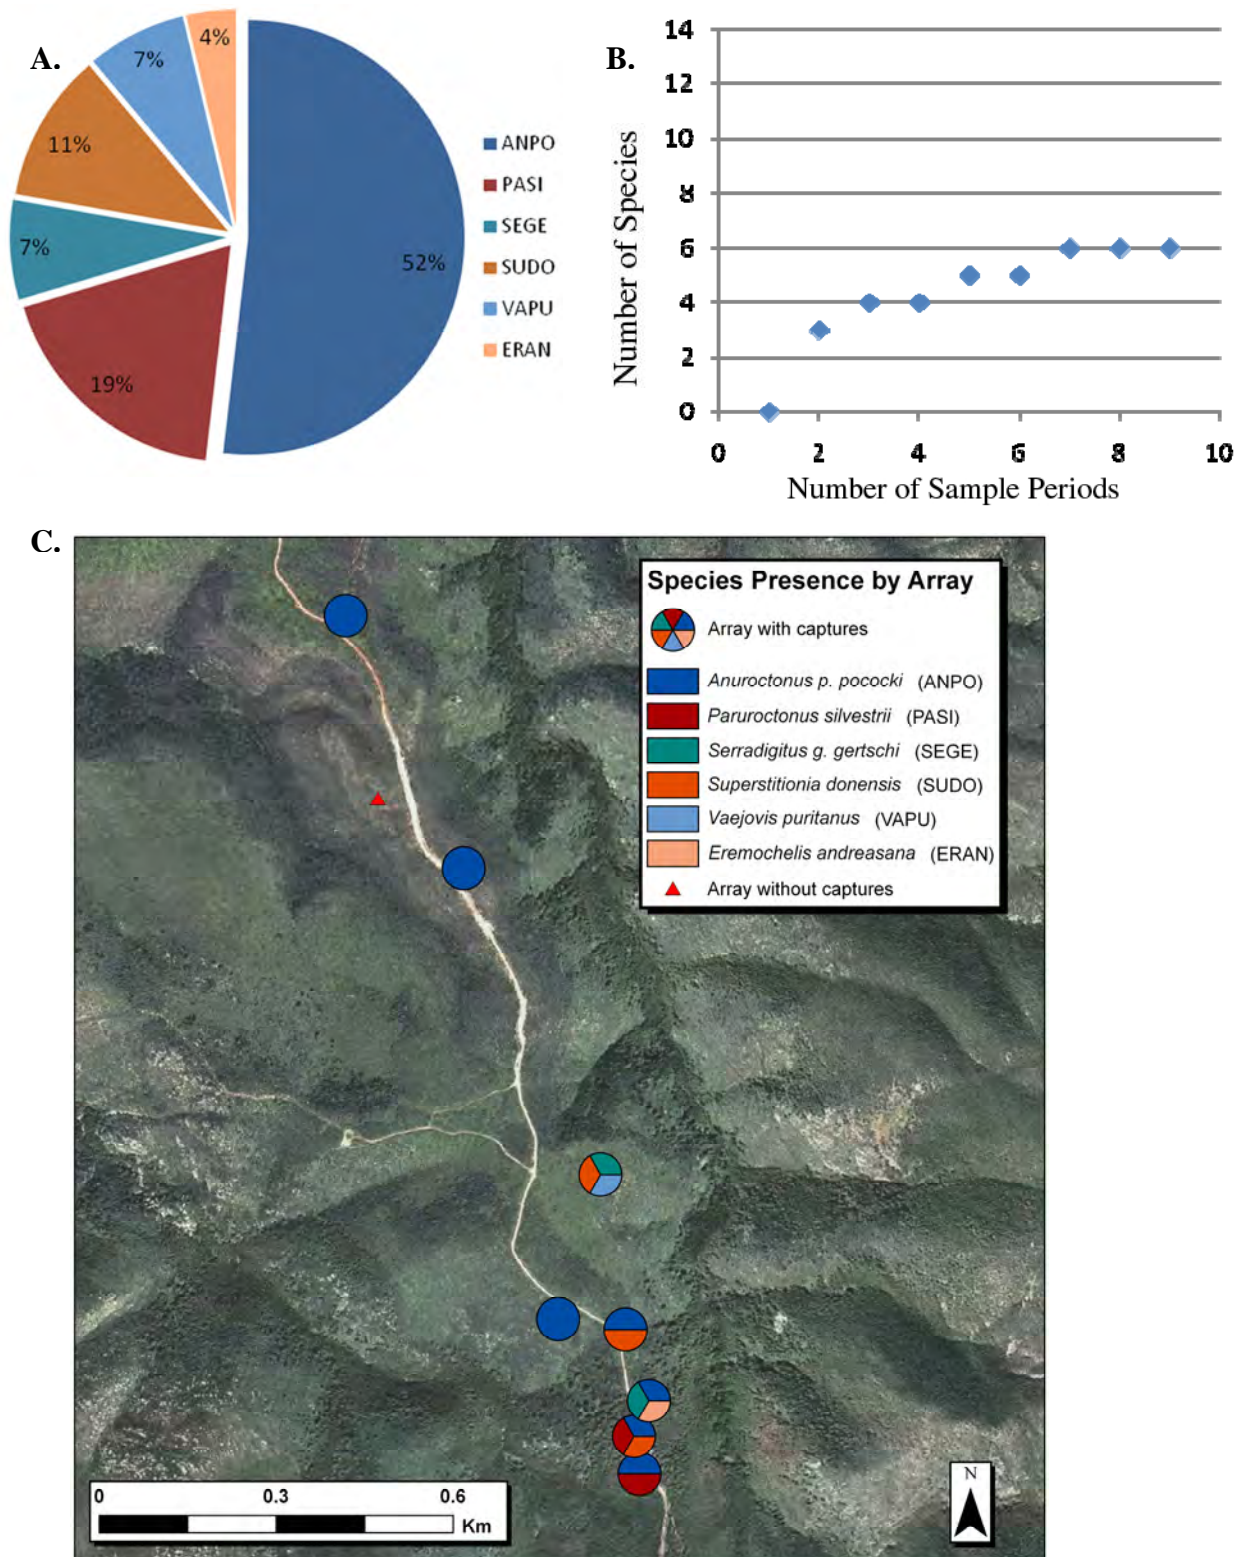 A.
4%
7%
11%
7%
19%
52%
ANPO
PASI
SEGE
SUDO
VAPU
ERAN
B.
Number of Species
14
12
10
8
6
4
2
0
0 2 4 6 8 10
Number of Sample Periods
C.
Species Presence by Array
Array with captures
Anuroctonus p. pococki (ANPO)
Paruroctonus silvestrii (PASI)
Serradigitus g. gertschi (SEGE)
Superstitionia donensis (SUDO)
Vaejovis puritanus (VAPU)
Eremochelis andreasana (ERAN)
Array without captures
0 0.3 0.6
Km
N